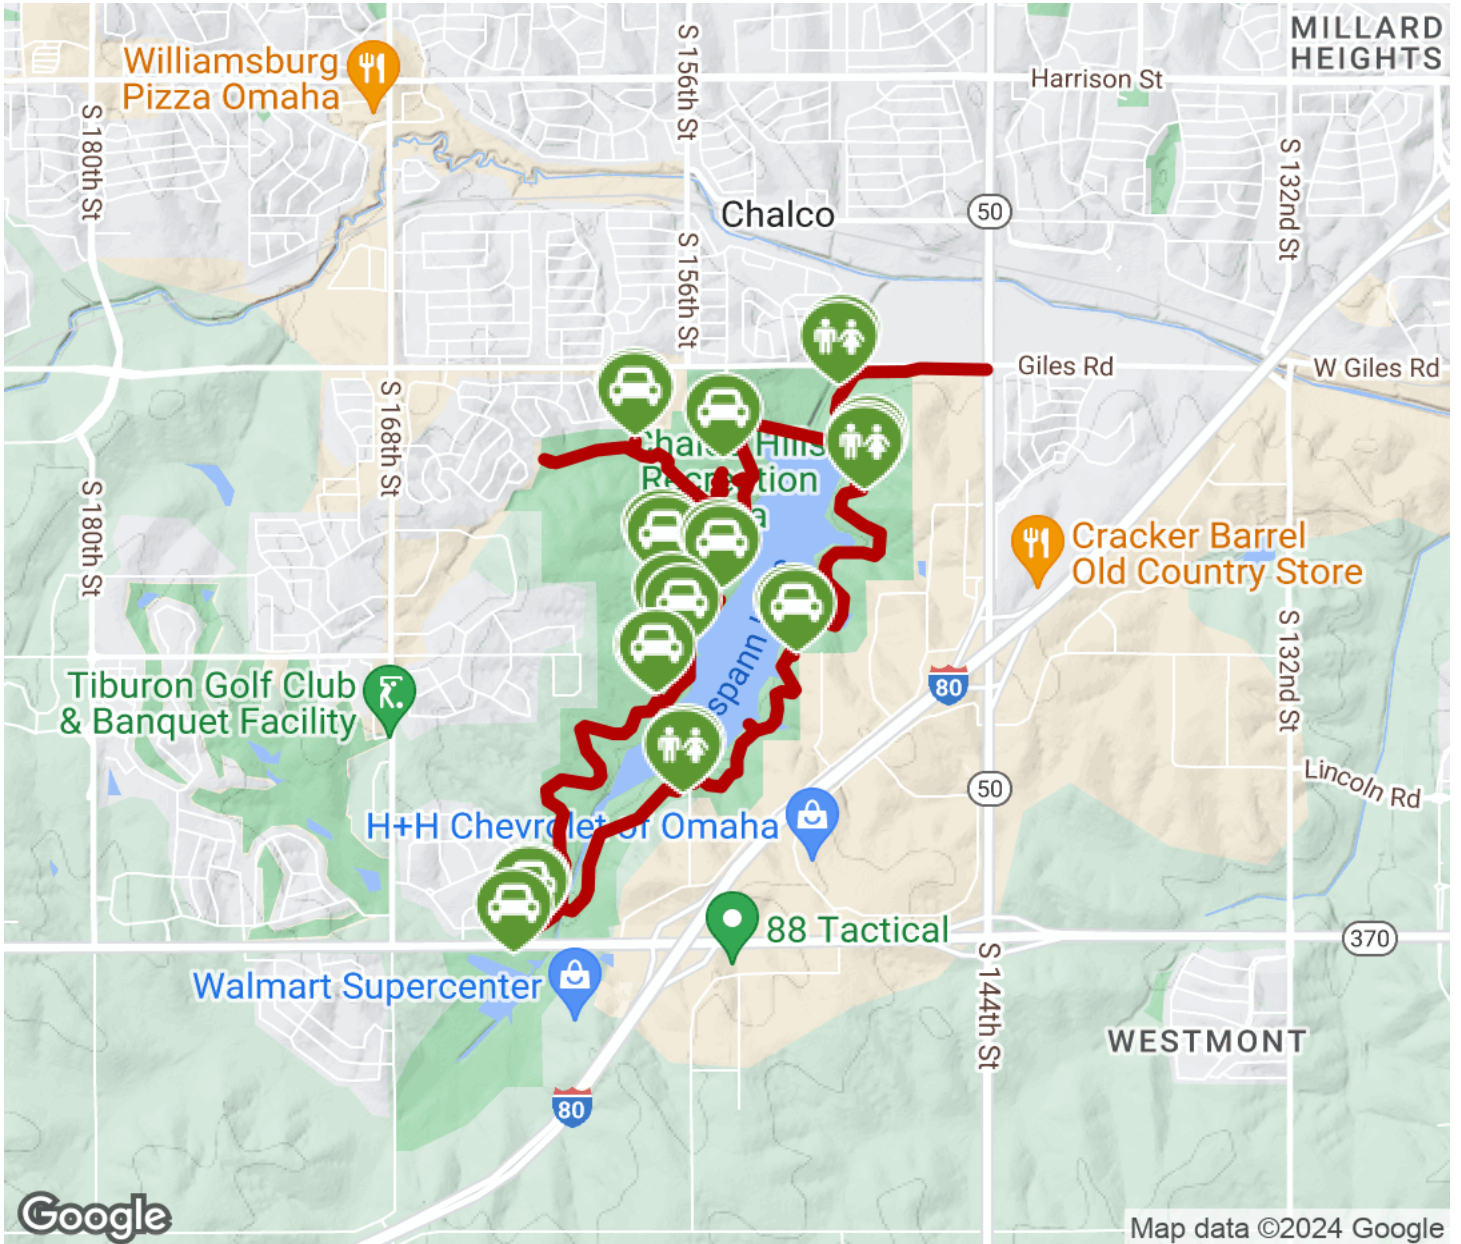 MILLARD
HEIGHTS
Williamsburg
Pizza Omaha
Harrison St
S 156th St
S 180th St
S 132nd St
Chalco
50
S 156th St
Giles Rd
W Giles Rd
S 168th St
Hills
S 180th St
Cracker Barrel
Old Country Store
S 132nd St
spann
Tiburon Golf Club
& Banquet Facility
80
Lincoln Rd
50
H+H Chevrolet of Omaha
88 Tactical
370
Walmart Supercenter
S 144th St
WESTMONT
80
Google
Map data ©2024 Google